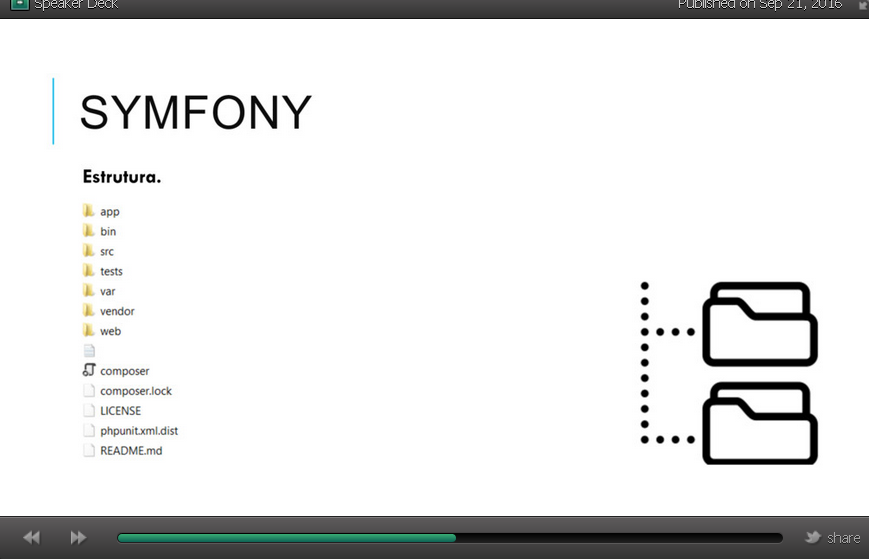 Speaker Deck
Published on Sep 21, 2016
SYMFONY
Estrutura.
app
bin
src
tests
var
vendor
web
composer
composer.lock
LICENSE
phpunit.xml.dist
README.md
share